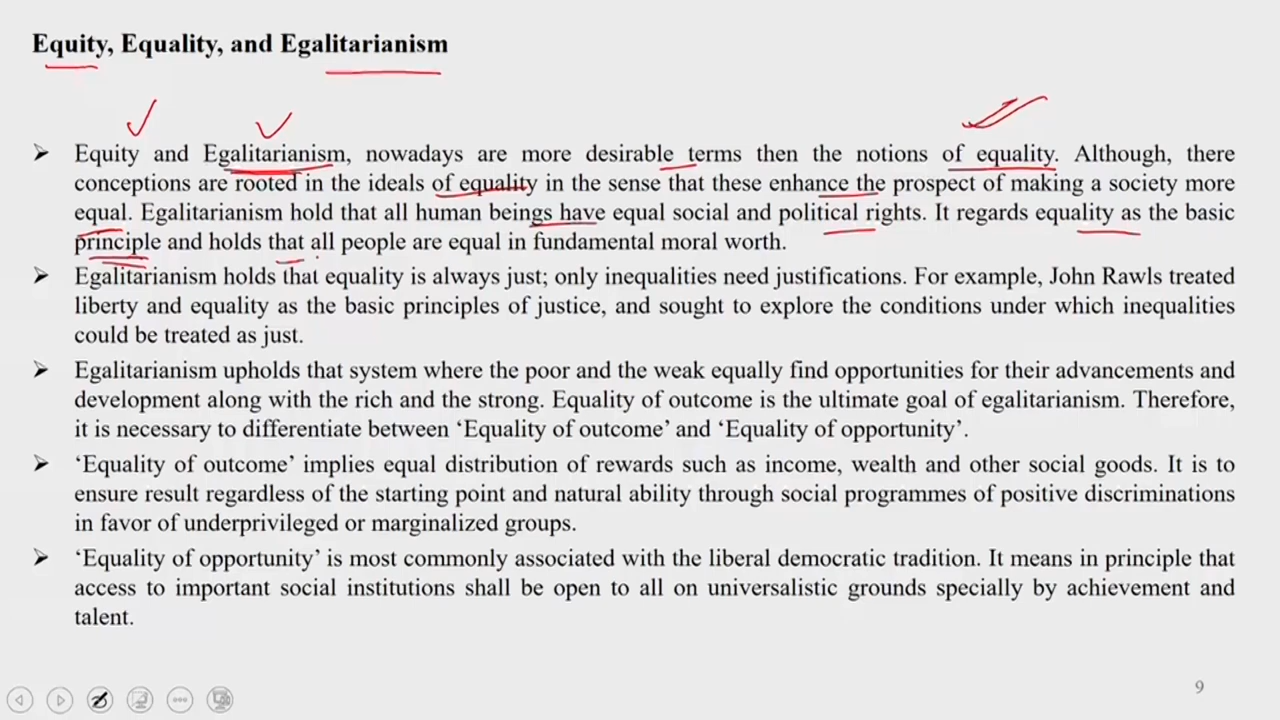 Equity, Equality, and Egalitarianism
➤ Equity and Egalitarianism, nowadays are more desirable terms then the notions of equality. Although, there
conceptions are rooted in the ideals of equality in the sense that these enhance the prospect of making a society more
equal. Egalitarianism hold that all human beings have equal social and political rights. It regards equality as the basic
principle and holds that all people are equal in fundamental moral worth.
➤ Egalitarianism holds that equality is always just; only inequalities need justifications. For example, John Rawls treated
liberty and equality as the basic principles of justice, and sought to explore the conditions under which inequalities
could be treated as just.
➤ Egalitarianism upholds that system where the poor and the weak equally find opportunities for their advancements and
development along with the rich and the strong. Equality of outcome is the ultimate goal of egalitarianism. Therefore,
it is necessary to differentiate between ‘Equality of outcome’ and ‘Equality of opportunity’.
➤ ‘Equality of outcome’ implies equal distribution of rewards such as income, wealth and other social goods. It is to
ensure result regardless of the starting point and natural ability through social programmes of positive discriminations
in favor of underprivileged or marginalized groups.
➤ ‘Equality of opportunity’ is most commonly associated with the liberal democratic tradition. It means in principle that
access to important social institutions shall be open to all on universalistic grounds specially by achievement and
talent.
9